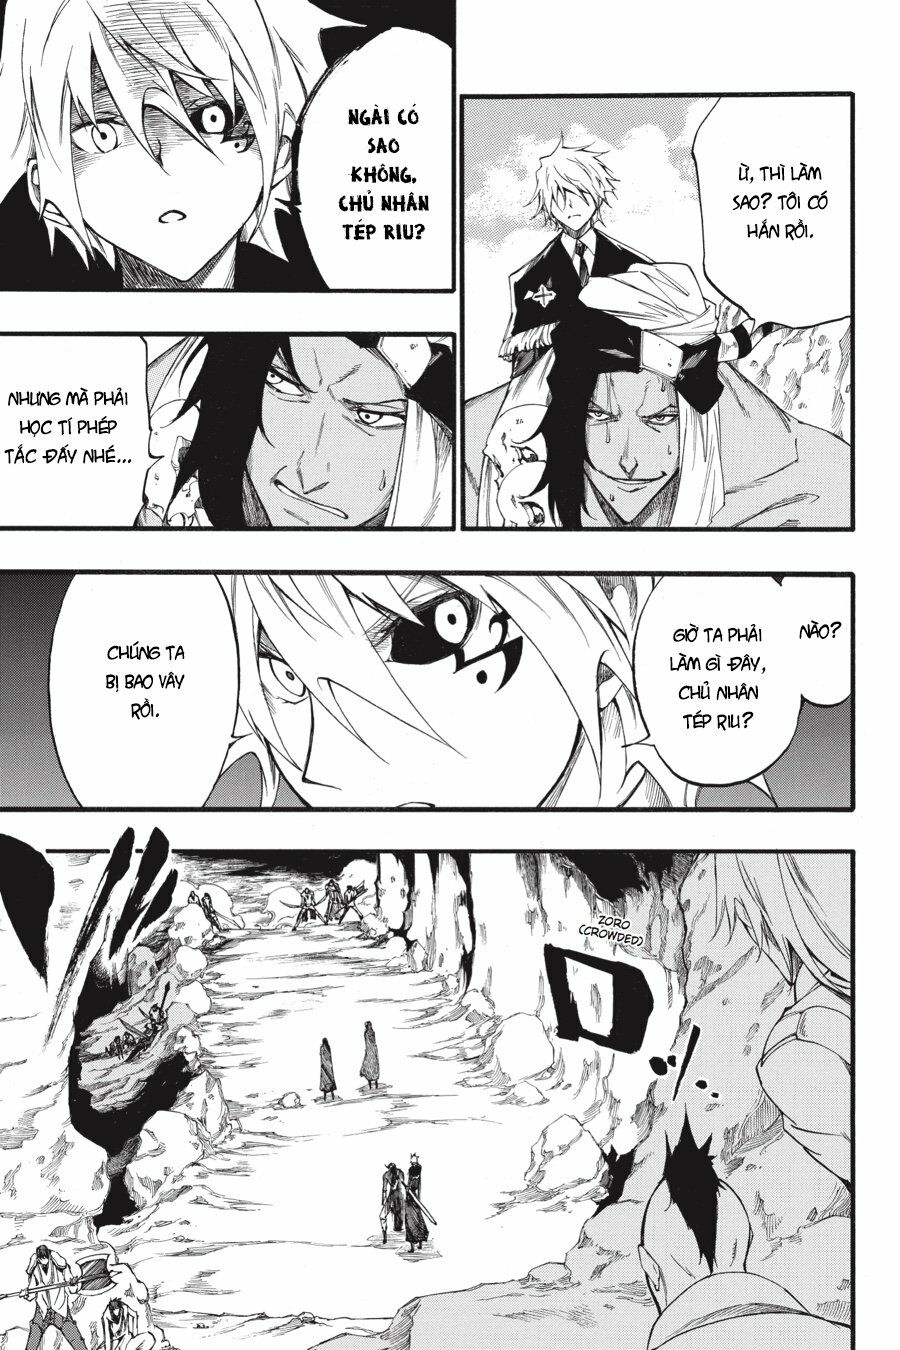 Ừ, THÌ LÀM
SAO? TÔI CÓ
HẮN RỒI.
NGÀI CÓ
SAO
KHÔNG,
CHỦ NHÂN
TÉP RIU?
NHƯNG MÀ PHẢI
HỌC TÍ PHÉP
TẮC ĐẤY NHÉ...
NÀO?
GIỜ TA PHẢI
LÀM GÌ ĐÂY,
CHỦ NHÂN
TÉP RIU?
CHÚNG TA
BỊ BAO VÂY
RỒI.
ZORO
(CROWDED)